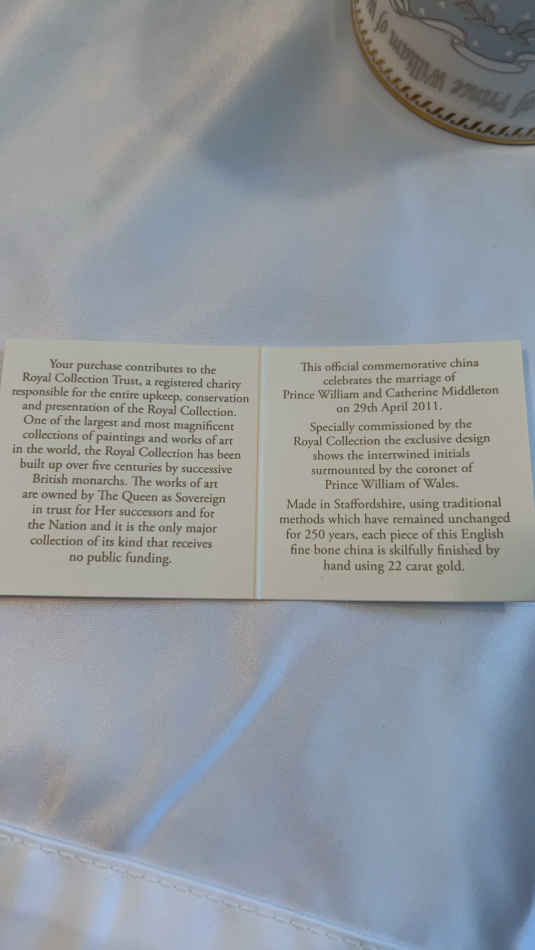 of Prince William of W
Your purchase contributes to the
Royal Collection Trust, a registered charity
responsible for the entire upkeep, conservation
and presentation of the Royal Collection.
One of the largest and most magnificent
collections of paintings and works of art
in the world, the Royal Collection has been
built up over five centuries by successive
British monarchs. The works of art
are owned by The Queen as Sovereign
in trust for Her successors and for
the Nation and it is the only major
collection of its kind that receives
no public funding.
This official commemorative china
celebrates the marriage of
Prince William and Catherine Middleton
on 29th April 2011.
Specially commissioned by the
Royal Collection the exclusive design
shows the intertwined initials
surmounted by the coronet of
Prince William of Wales.
Made in Staffordshire, using traditional
methods which have remained unchanged
for 250 years, each piece of this English
fine bone china is skilfully finished by
hand using 22 carat gold.